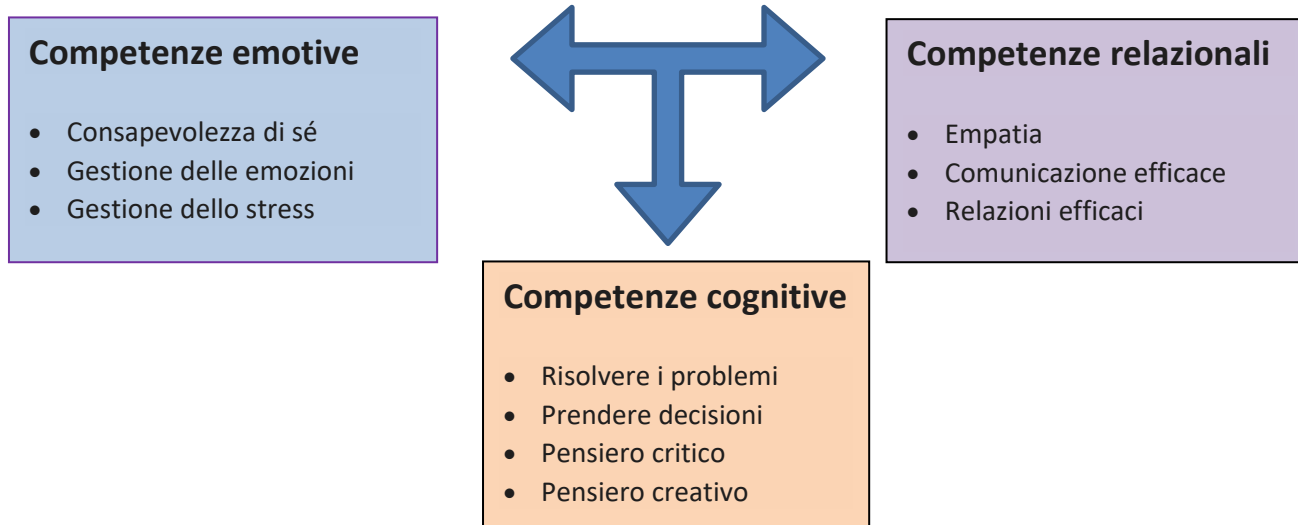 Competenze emotive
• Consapevolezza di sé
• Gestione delle emozioni
• Gestione dello stress
Competenze relazionali
• Empatia
• Comunicazione efficace
• Relazioni efficaci
Competenze cognitive
• Risolvere i problemi
• Prendere decisioni
• Pensiero critico
• Pensiero creativo